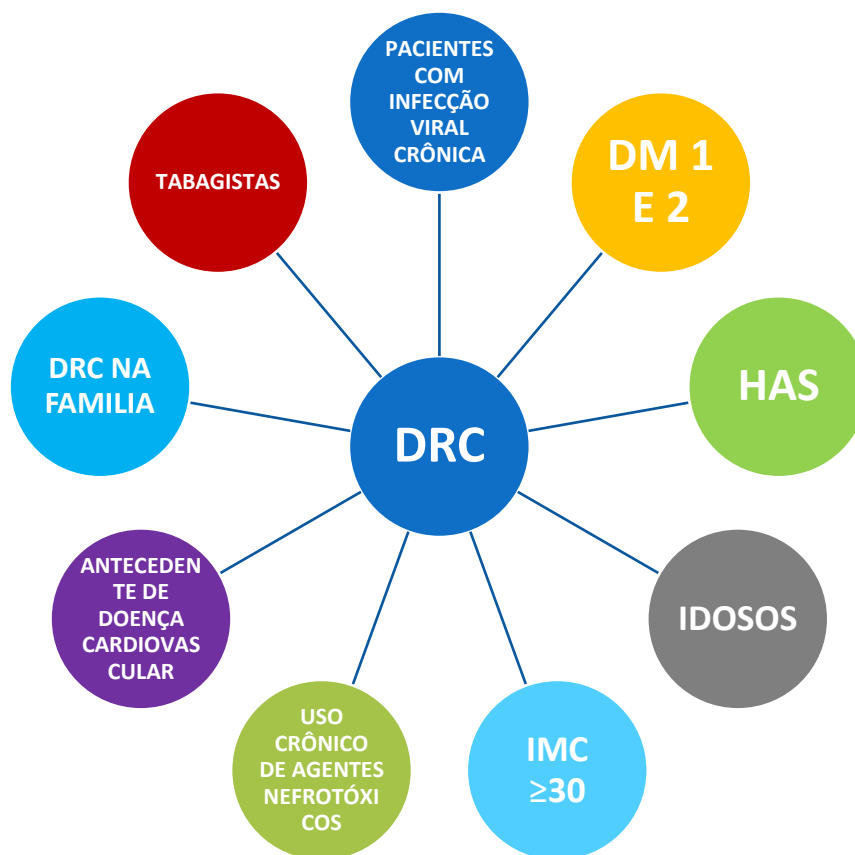 PACIENTES
COM
INFECÇÃO
VIRAL
CRÔNICA
DM 1
E 2
HAS
IDOSOS
IMC
≥30
USO
CRÔNICO
DE AGENTES
NEFROTÓXI
COS
ANTECEDEN
TE DE
DOENÇA
CARDIOVAS
CULAR
DRC NA
FAMILIA
TABAGISTAS
DRC